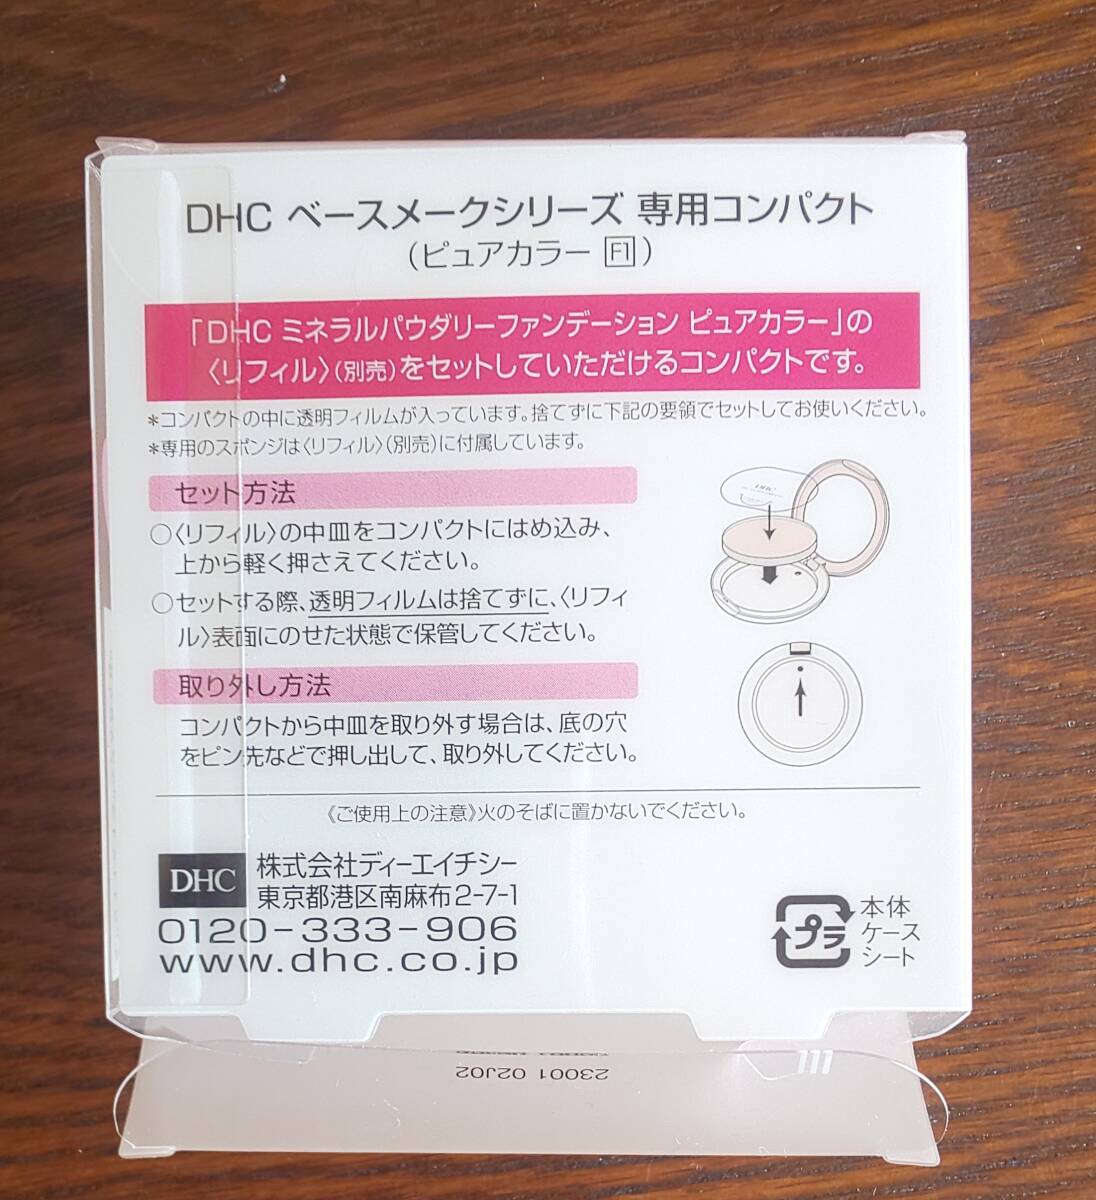 DHC ベースメークシリーズ 専用コンパクト
(ピュアカラー F1)
「DHC ミネラルパウダリーファンデーション ピュアカラー」の
〈リフィル〉(別売)をセットしていただけるコンパクトです。
*コンパクトの中に透明フィルムが入っています。捨てずに下記の要領でセットしてお使いください。
*専用のスポンジは〈リフィル〉(別売)に付属しています。
セット方法
○〈リフィル〉の中皿をコンパクトにはめ込み、
上から軽く押さえてください。
○セットする際、透明フィルムは捨てずに、〈リフィ
ル〉表面にのせた状態で保管してください。
DHC
取り外し方法
コンパクトから中皿を取り外す場合は、底の穴
をピン先などで押し出して、取り外してください。
《ご使用上の注意》火のそばに置かないでください。
DHC
株式会社ディーエイチシー
東京都港区南麻布2-7-1
0120-333-906
www.dhc.co.jp
プラ
本体
ケース
シート
23001 02J02